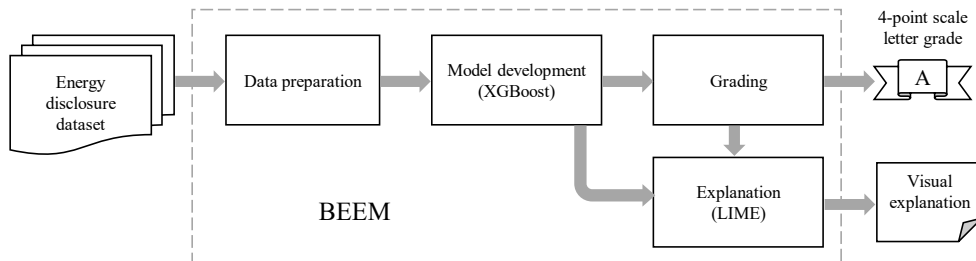 Energy
disclosure
dataset
Data preparation
Model development
(XGBoost)
Grading
4-point scale
letter grade
A
Explanation
(LIME)
Visual
explanation
BEEM